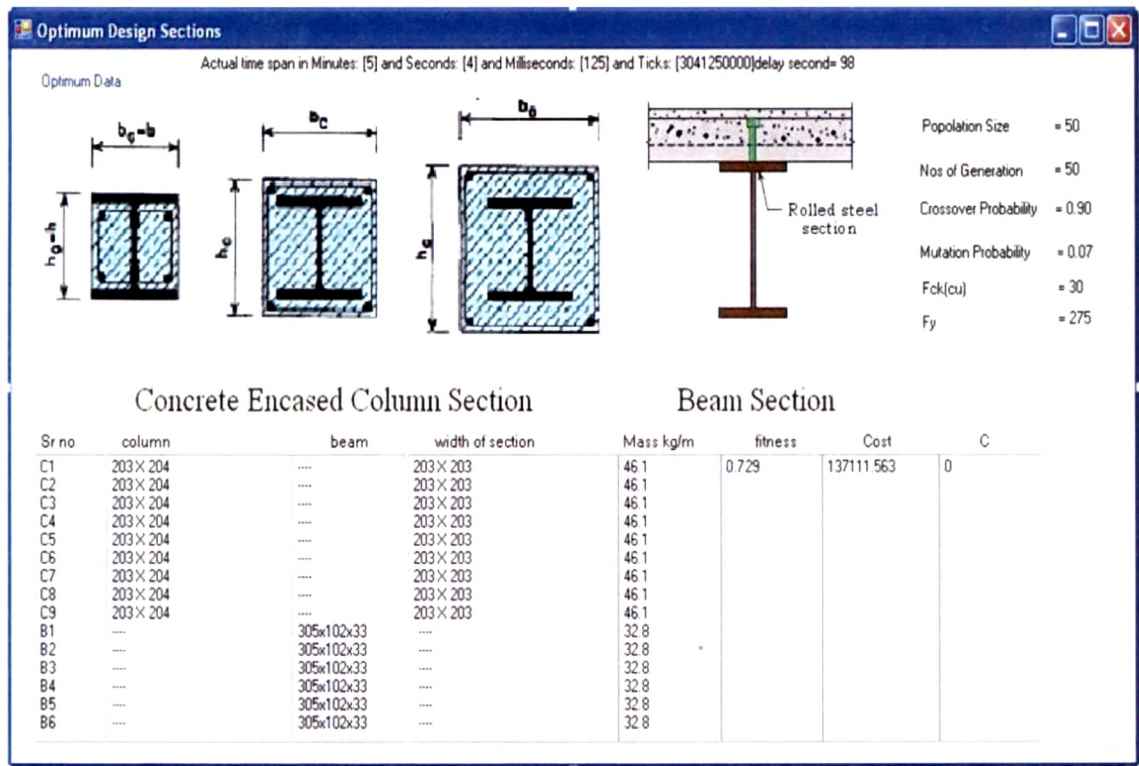 Optimum Design Sections
Actual time span in Minutes: [5] and Seconds: [4] and Milliseconds: [125] and Ticks: [3041250000]delay second= 98
Optimum Data
b_c=b
h_c=h
b_c
h_c
b_c
h_c
Rolled steel
section
Popolation Size = 50
Nos of Generation = 50
Crossover Probability = 0.90
Mutation Probability = 0.07
Fck(cu) = 30
Fy = 275
Concrete Encased Column Section Beam Section
Sr no column beam width of section Mass kg/m fitness Cost C
C1 203 X 204 ---- 203 X 203 46.1 0.729 137111.563 0
C2 203 X 204 ---- 203 X 203 46.1
C3 203 X 204 ---- 203 X 203 46.1
C4 203 X 204 ---- 203 X 203 46.1
C5 203 X 204 ---- 203 X 203 46.1
C6 203 X 204 ---- 203 X 203 46.1
C7 203 X 204 ---- 203 X 203 46.1
C8 203 X 204 ---- 203 X 203 46.1
C9 203 X 204 ---- 203 X 203 46.1
B1 ---- 305x102x33 ---- 32.8
B2 ---- 305x102x33 ---- 32.8
B3 ---- 305x102x33 ---- 32.8
B4 ---- 305x102x33 ---- 32.8
B5 ---- 305x102x33 ---- 32.8
B6 ---- 305x102x33 ---- 32.8